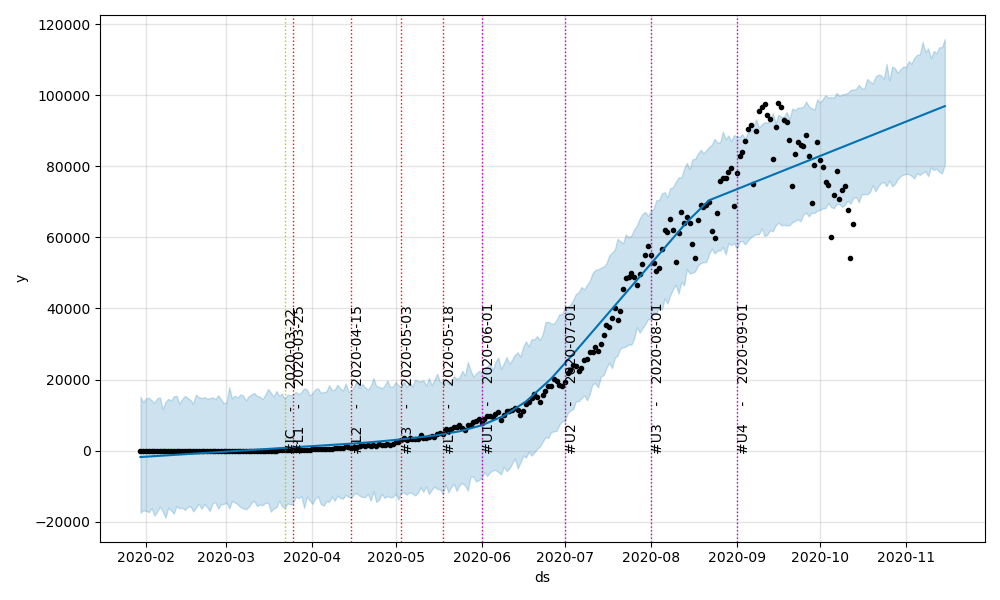 120000
100000
80000
60000
40000
20000
0
−20000
y
#JC - 2020-03-22
#L1 - 2020-03-25
#L2 - 2020-04-15
#L3 - 2020-05-03
#L4 - 2020-05-18
#U1 - 2020-06-01
#U2 - 2020-07-01
#U3 - 2020-08-01
#U4 - 2020-09-01
2020-02 2020-03 2020-04 2020-05 2020-06 2020-07 2020-08 2020-09 2020-10 2020-11
ds